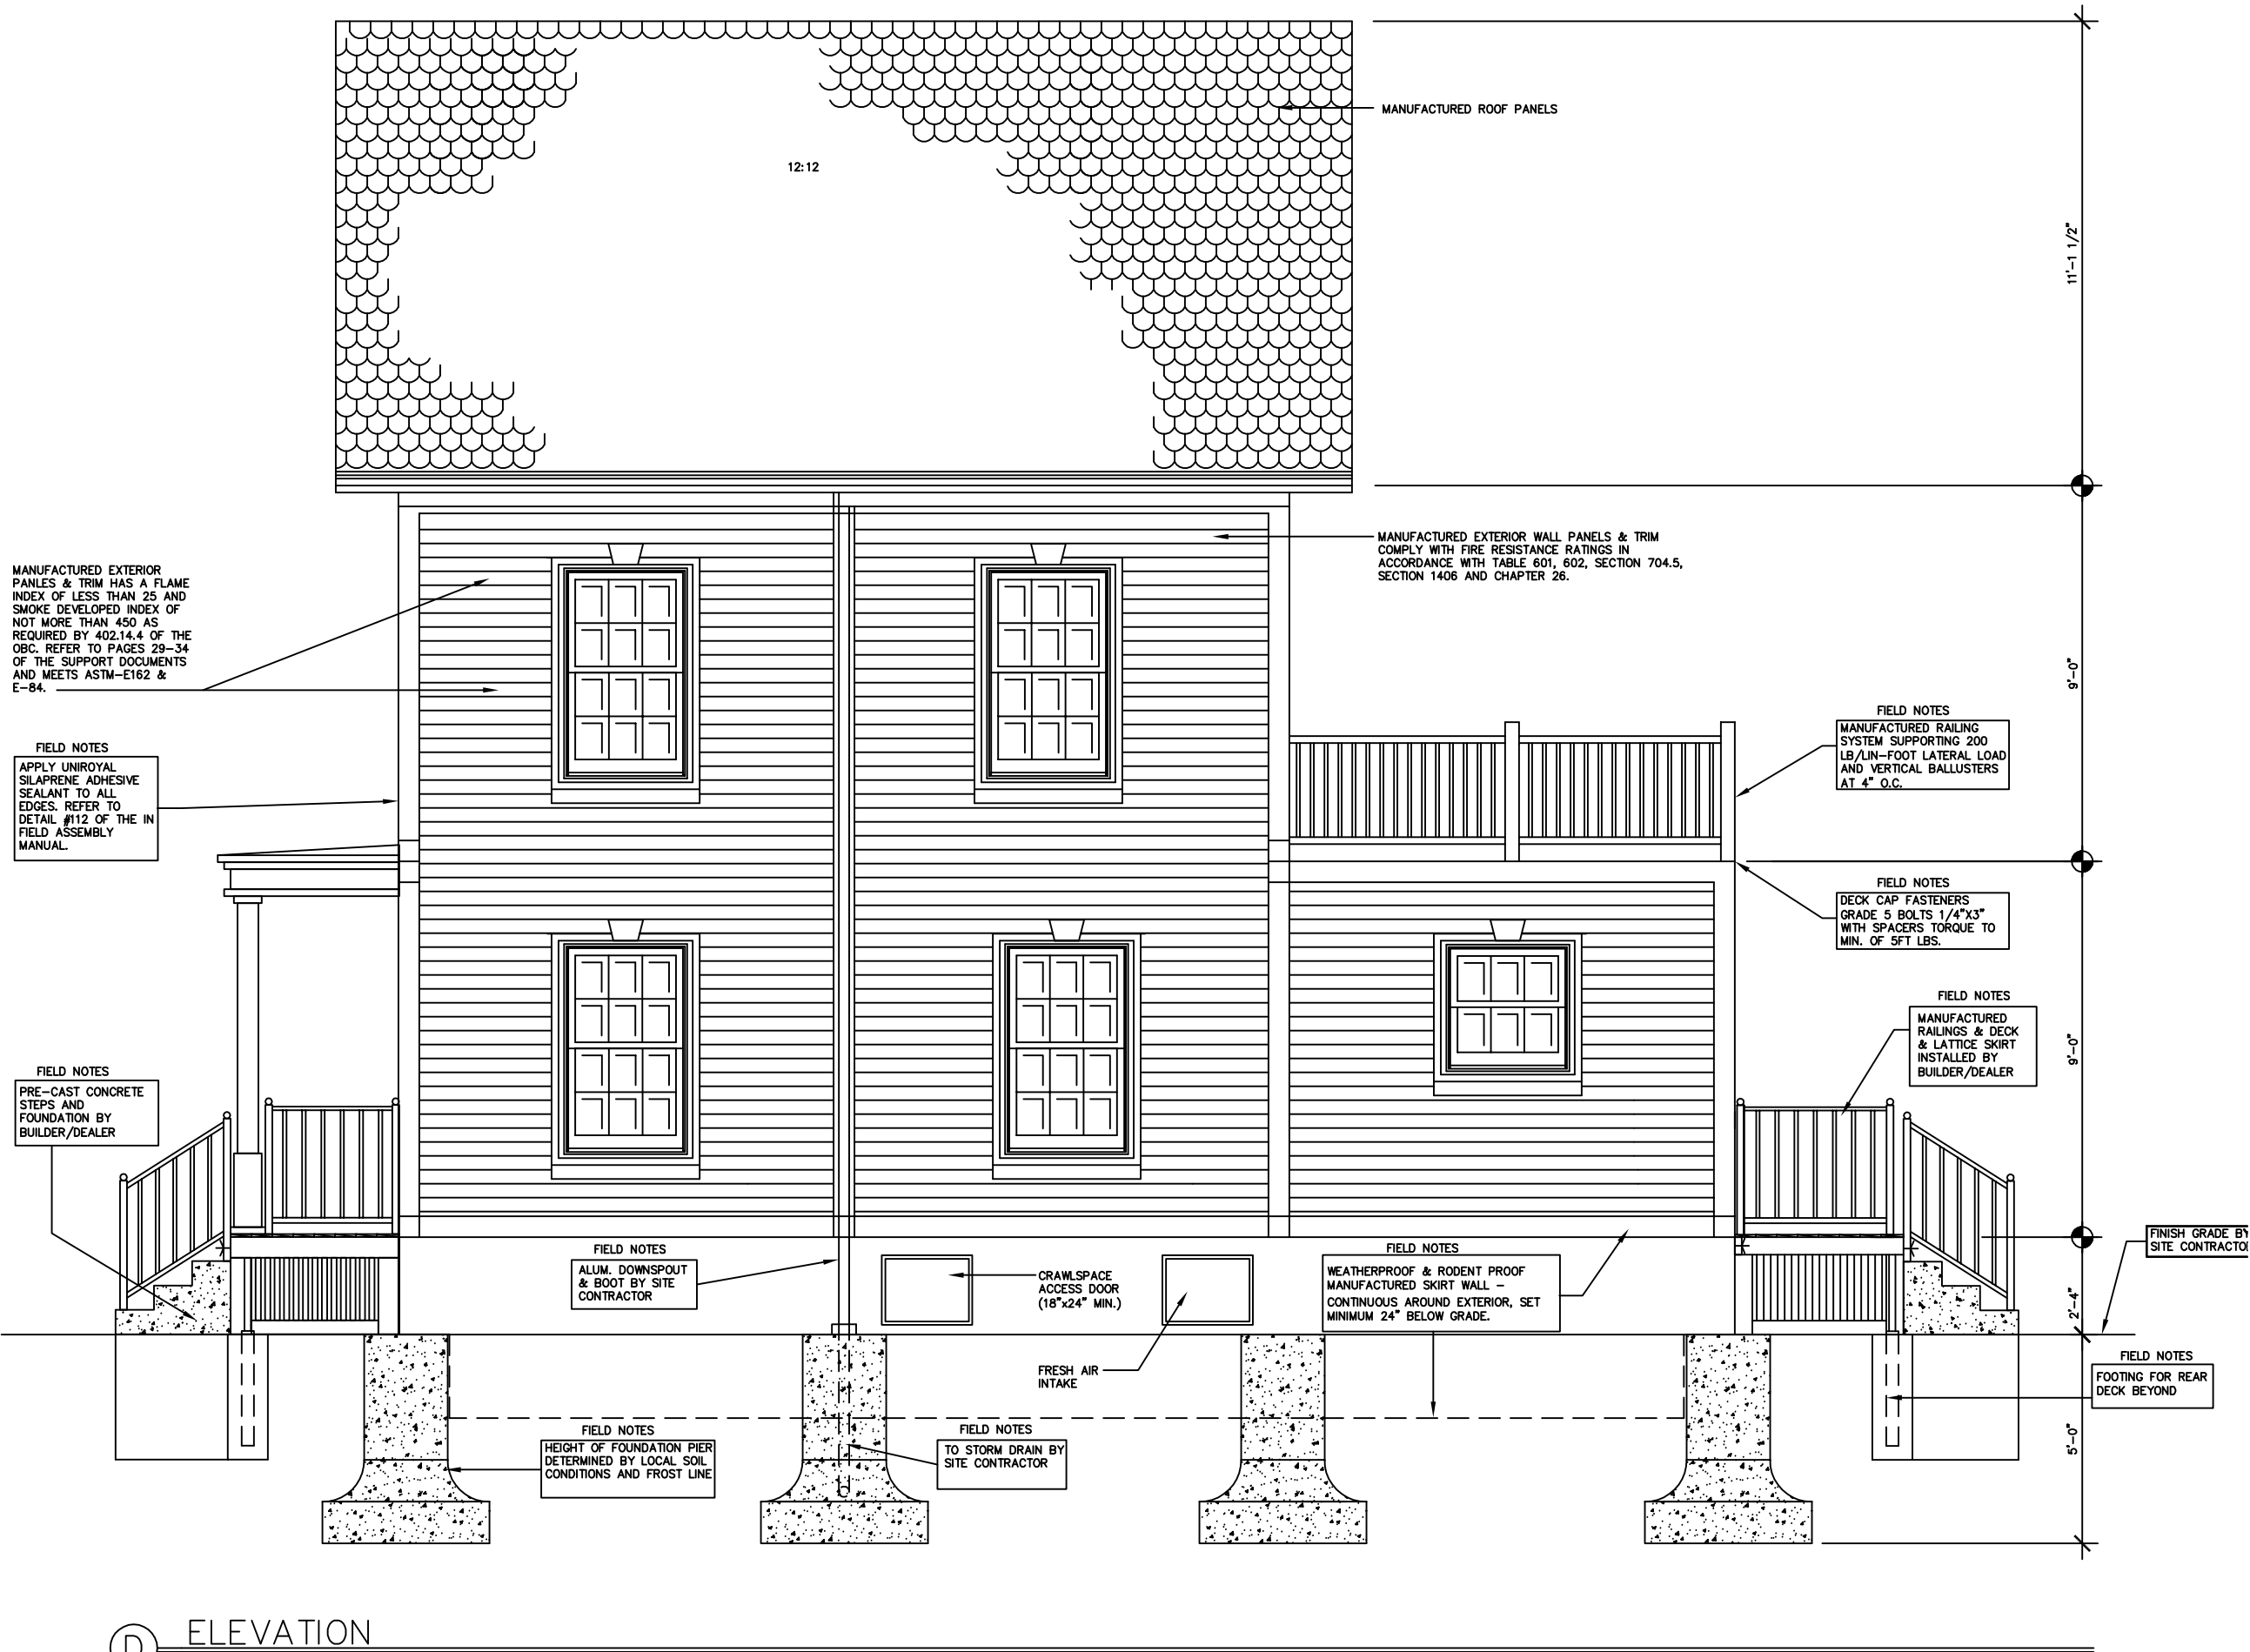 MANUFACTURED ROOF PANELS
12:12
11'-1 1/2"
MANUFACTURED EXTERIOR WALL PANELS & TRIM
COMPLY WITH FIRE RESISTANCE RATINGS IN
ACCORDANCE WITH TABLE 601, 602, SECTION 704.5,
SECTION 1406 AND CHAPTER 26.
MANUFACTURED EXTERIOR
PANLES & TRIM HAS A FLAME
INDEX OF LESS THAN 25 AND
SMOKE DEVELOPED INDEX OF
NOT MORE THAN 450 AS
REQUIRED BY 402.14.4 OF THE
OBC. REFER TO PAGES 29-34
OF THE SUPPORT DOCUMENTS
AND MEETS ASTM-E162 &
E-84.
9'-0"
FIELD NOTES
MANUFACTURED RAILING
SYSTEM SUPPORTING 200
LB/LIN-FOOT LATERAL LOAD
AND VERTICAL BALLUSTERS
AT 4" O.C.
FIELD NOTES
APPLY UNIROYAL
SILAPRENE ADHESIVE
SEALANT TO ALL
EDGES. REFER TO
DETAIL #112 OF THE IN
FIELD ASSEMBLY
MANUAL.
FIELD NOTES
DECK CAP FASTENERS
GRADE 5 BOLTS 1/4"X3"
WITH SPACERS TORQUE TO
MIN. OF 5FT LBS.
FIELD NOTES
MANUFACTURED
RAILINGS & DECK
& LATTICE SKIRT
INSTALLED BY
BUILDER/DEALER
9'-0"
FIELD NOTES
PRE-CAST CONCRETE
STEPS AND
FOUNDATION BY
BUILDER/DEALER
FINISH GRADE BY
SITE CONTRACTO
FIELD NOTES
ALUM. DOWNSPOUT
& BOOT BY SITE
CONTRACTOR
CRAWLSPACE
ACCESS DOOR
(18"x24" MIN.)
FIELD NOTES
WEATHERPROOF & RODENT PROOF
MANUFACTURED SKIRT WALL -
CONTINUOUS AROUND EXTERIOR, SET
MINIMUM 24" BELOW GRADE.
2'-4"
FRESH AIR
INTAKE
FIELD NOTES
FOOTING FOR REAR
DECK BEYOND
FIELD NOTES
HEIGHT OF FOUNDATION PIER
DETERMINED BY LOCAL SOIL
CONDITIONS AND FROST LINE
FIELD NOTES
TO STORM DRAIN BY
SITE CONTRACTOR
5'-0"
D
ELEVATION